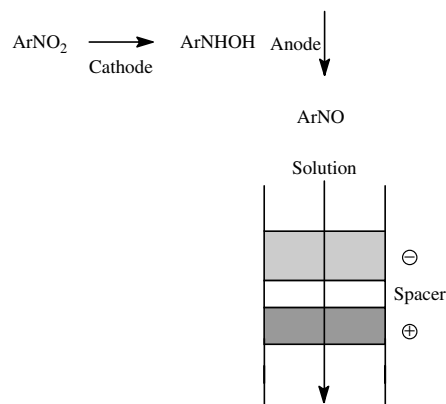 ArNO₂ ArNHOH Anode
Cathode
ArNO
Solution
⊖
Spacer
⊕